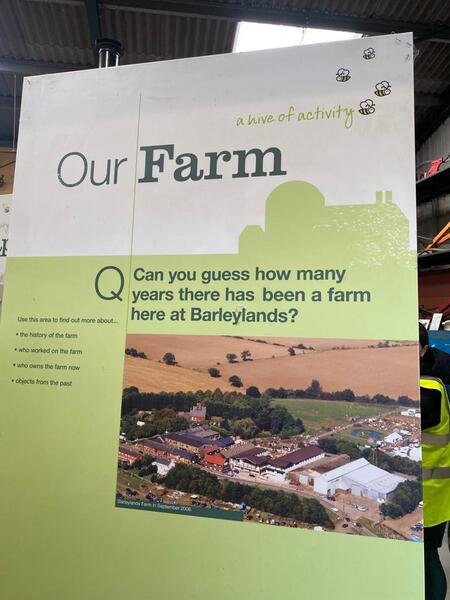 a hive of activity
Our Farm
Q Can you guess how many
years there has been a farm
here at Barleylands?
Use this area to find out more about...
• the history of the farm
• who worked on the farm
• who owns the farm now
• objects from the past
Barleylands Farm in September 2006.